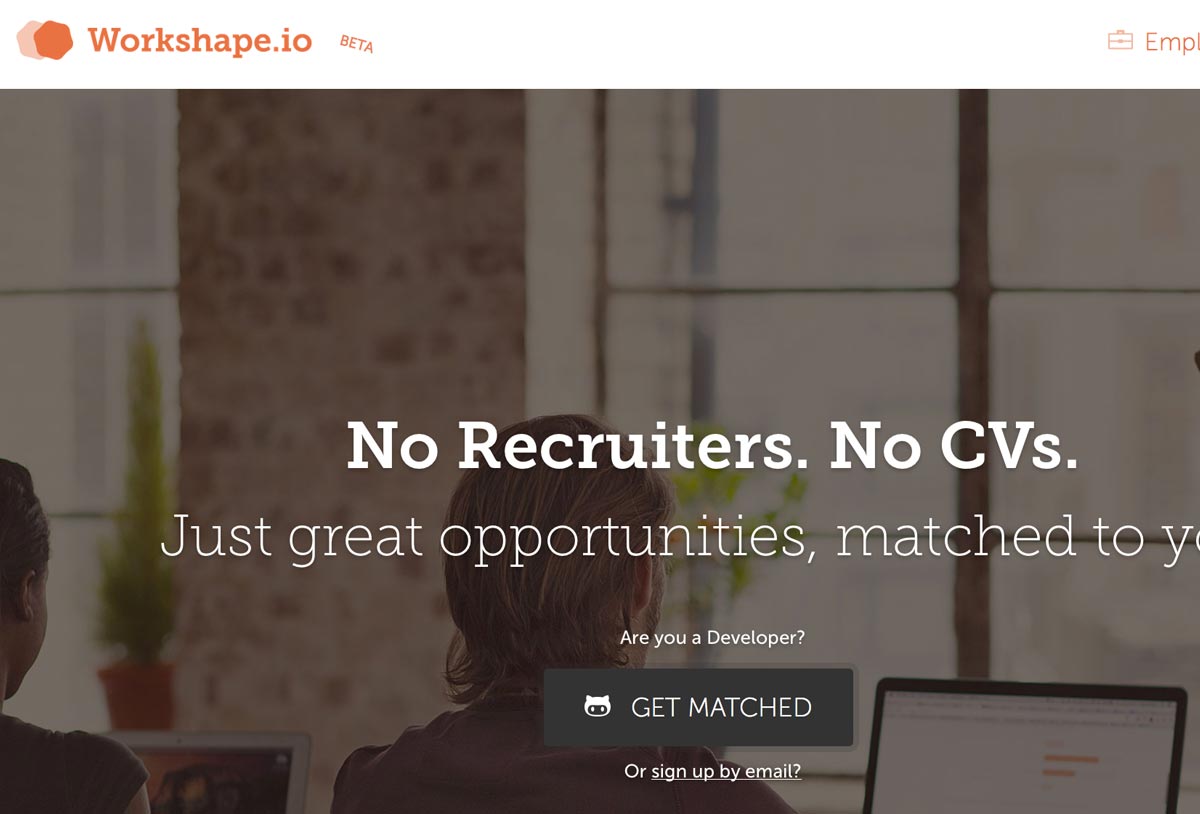 Workshape.io BETA
Empl
No Recruiters. No CVs.
Just great opportunities, matched to yo
Are you a Developer?
GET MATCHED
Or sign up by email?